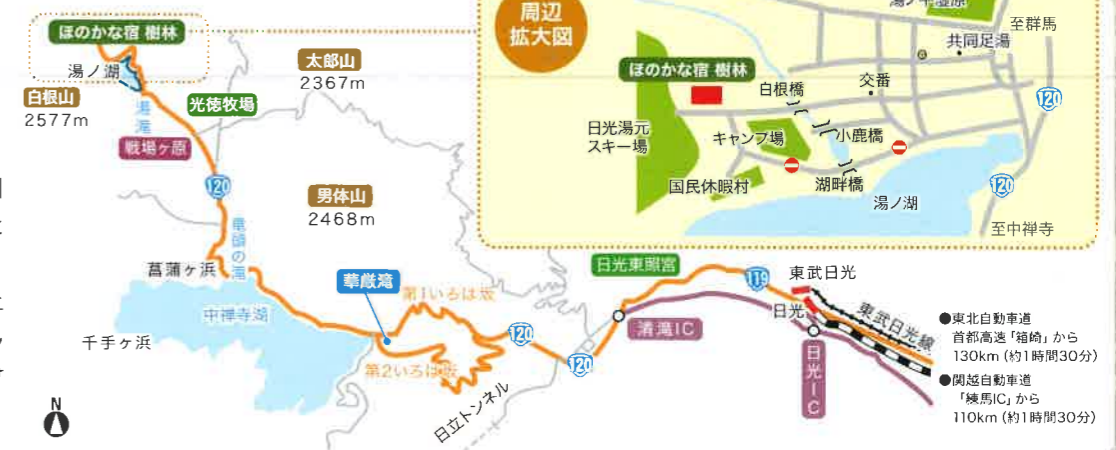 ほのかな宿 樹林
湯ノ湖
白根山
2577m
太郎山
2367m
光徳牧場
湯滝
戦場ヶ原
120
男体山
2468m
竜頭の滝
菖蒲ヶ浜
中禅寺湖
千手ヶ浜
華厳滝
第1いろは坂
第2いろは坂
120
120
日立トンネル
N
周辺
拡大図
至群馬
共同足湯
ほのかな宿 樹林
白根橋
交番
120
日光湯元
スキー場
キャンプ場
小鹿橋
国民休暇村
湖畔橋
湯ノ湖
120
至中禅寺
日光東照宮
119
東武日光
日光
東武日光線
清滝IC
日光IC
●東北自動車道
首都高速「箱崎」から
130km (約1時間30分)
●関越自動車道
「練馬IC」から
110km (約1時間30分)